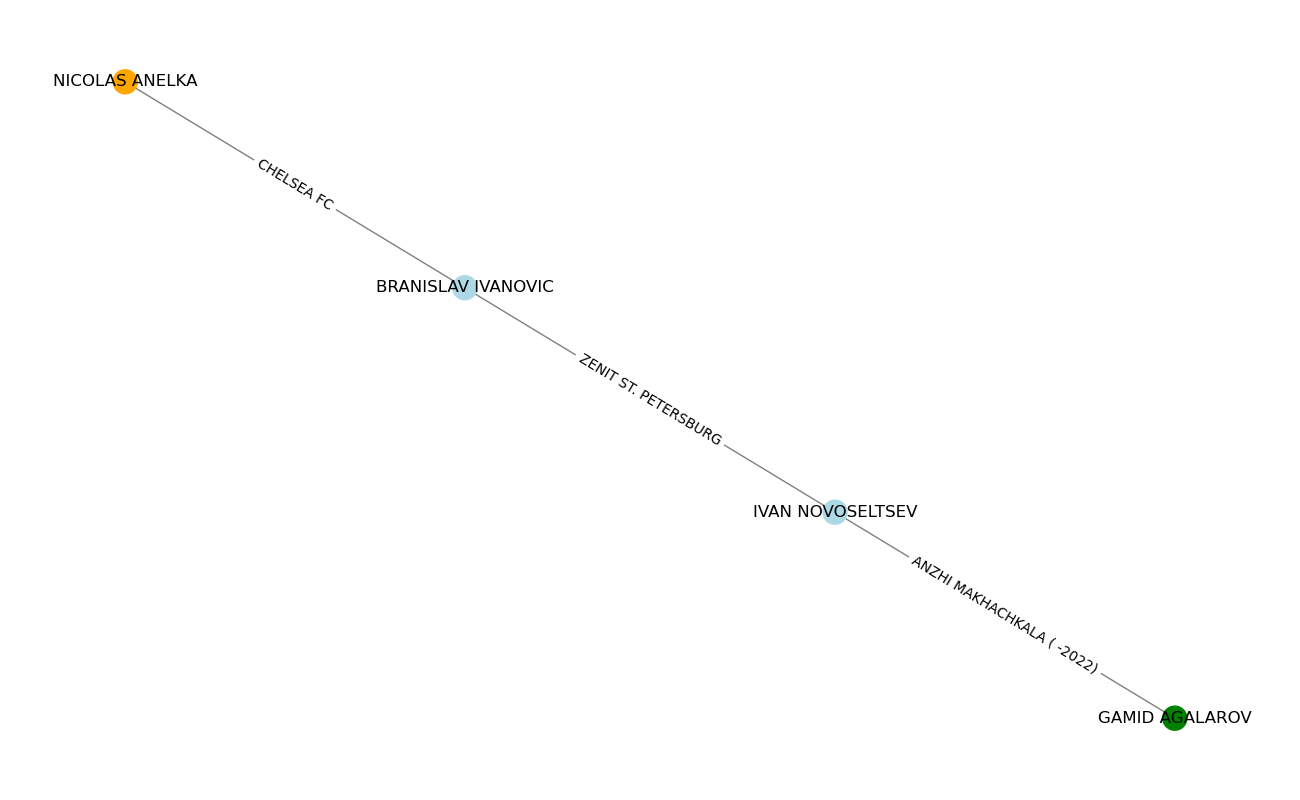 NICOLAS ANELKA
CHELSEA FC
BRANISLAV IVANOVIC
ZENIT ST. PETERSBURG
IVAN NOVOSELTSEV
ANZHI MAKHACHKALA ( -2022)
GAMID AGALAROV